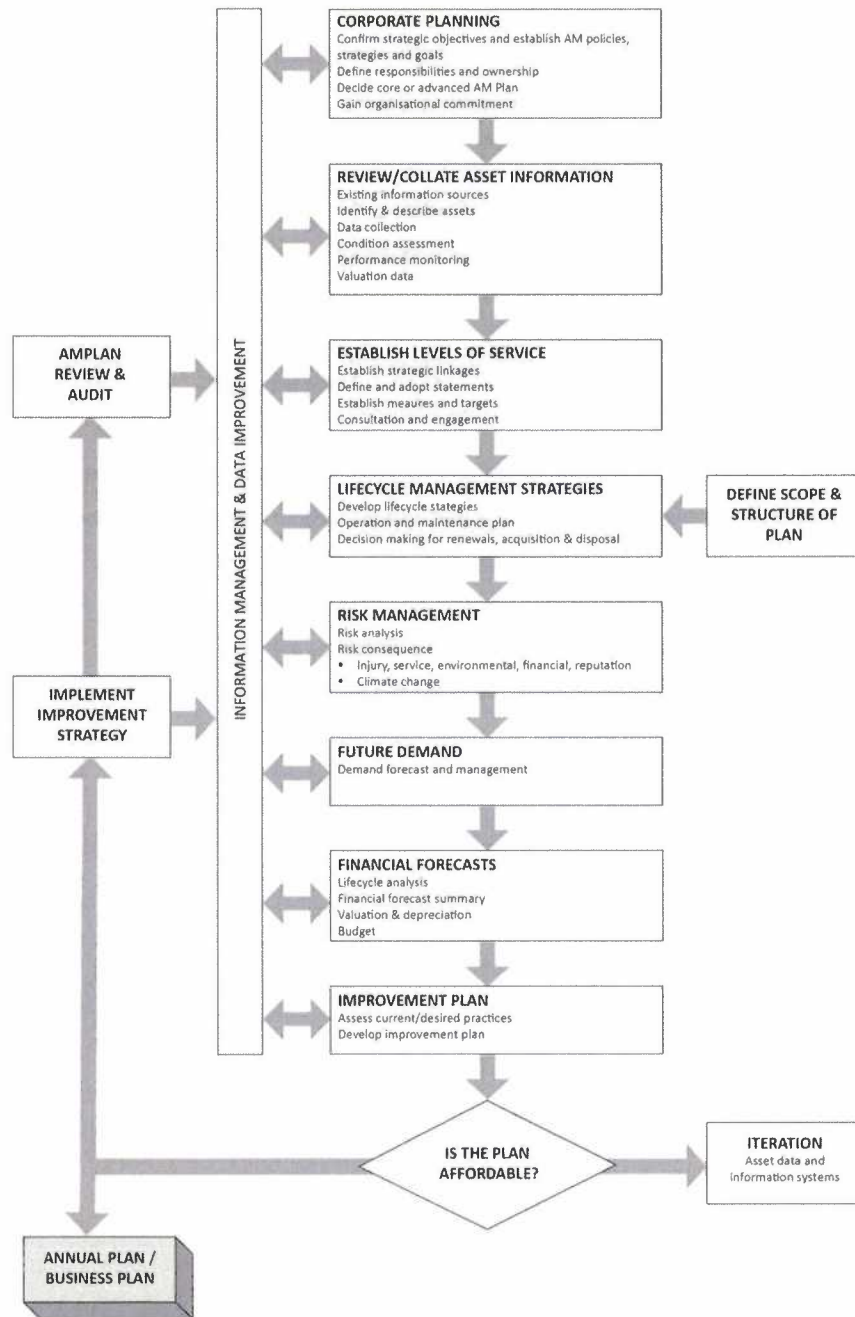 CORPORATE PLANNING
Confirm strategic objectives and establish AM policies,
strategies and goals
Define responsibilities and ownership
Decide core or advanced AM Plan
Gain organisational commitment
REVIEW/COLLATE ASSET INFORMATION
Existing information sources
Identify & describe assets
Data collection
Condition assessment
Performance monitoring
Valuation data
AMPLAN
REVIEW &
AUDIT
INFORMATION MANAGEMENT & DATA IMPROVEMENT
ESTABLISH LEVELS OF SERVICE
Establish strategic linkages
Define and adopt statements
Establish meaures and targets
Consultation and engagement
LIFECYCLE MANAGEMENT STRATEGIES
Develop lifecycle stategies
Operation and maintenance plan
Decision making for renewals, acquisition & disposal
DEFINE SCOPE &
STRUCTURE OF
PLAN
RISK MANAGEMENT
Risk analysis
Risk consequence
• Injury, service, environmental, financial, reputation
• Climate change
IMPLEMENT
IMPROVEMENT
STRATEGY
FUTURE DEMAND
Demand forecast and management
FINANCIAL FORECASTS
Lifecycle analysis
Financial forecast summary
Valuation & depreciation
Budget
IMPROVEMENT PLAN
Assess current/desired practices
Develop improvement plan
IS THE PLAN
AFFORDABLE?
ITERATION
Asset data and
information systems
ANNUAL PLAN /
BUSINESS PLAN